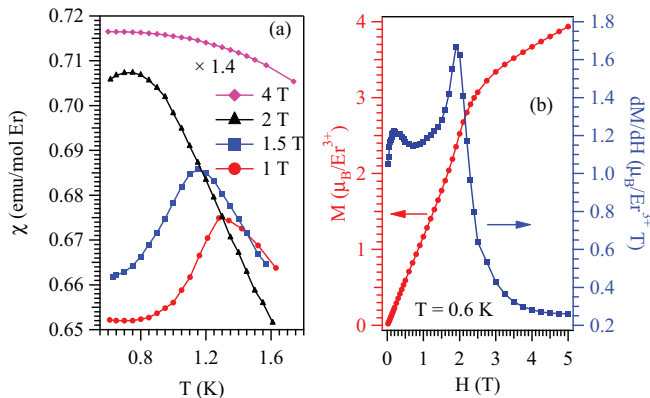 0.72
0.71
0.70
0.69
0.68
0.67
0.66
0.65
χ (emu/mol Er)
(a)
× 1.4
4 T
2 T
1.5 T
1 T
0.8
1.2
1.6
T (K)
4
3
2
1
0
M (μB/Er3+)
(b)
T = 0.6 K
0
1
2
3
4
5
H (T)
1.8
1.6
1.4
1.2
1.0
0.8
0.6
0.4
0.2
dM/dH (μB/Er3+T)